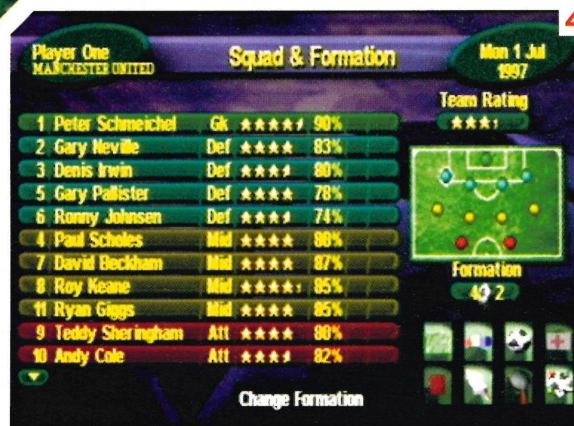 4
Player One
MANCHESTER UNITED
Squad & Formation
Mon 1 Jul
1997
Team Rating
1 Peter Schmeichel Gk 90%
2 Gary Neville Def 83%
3 Denis Irwin Def 80%
5 Gary Pallister Def 78%
6 Ronny Johnsen Def 74%
4 Paul Scholes Mid 80%
7 David Beckham Mid 87%
8 Roy Keane Mid 85%
11 Ryan Giggs Mid 85%
9 Teddy Sheringham Att 80%
10 Andy Cole Att 82%
Formation
Change Formation